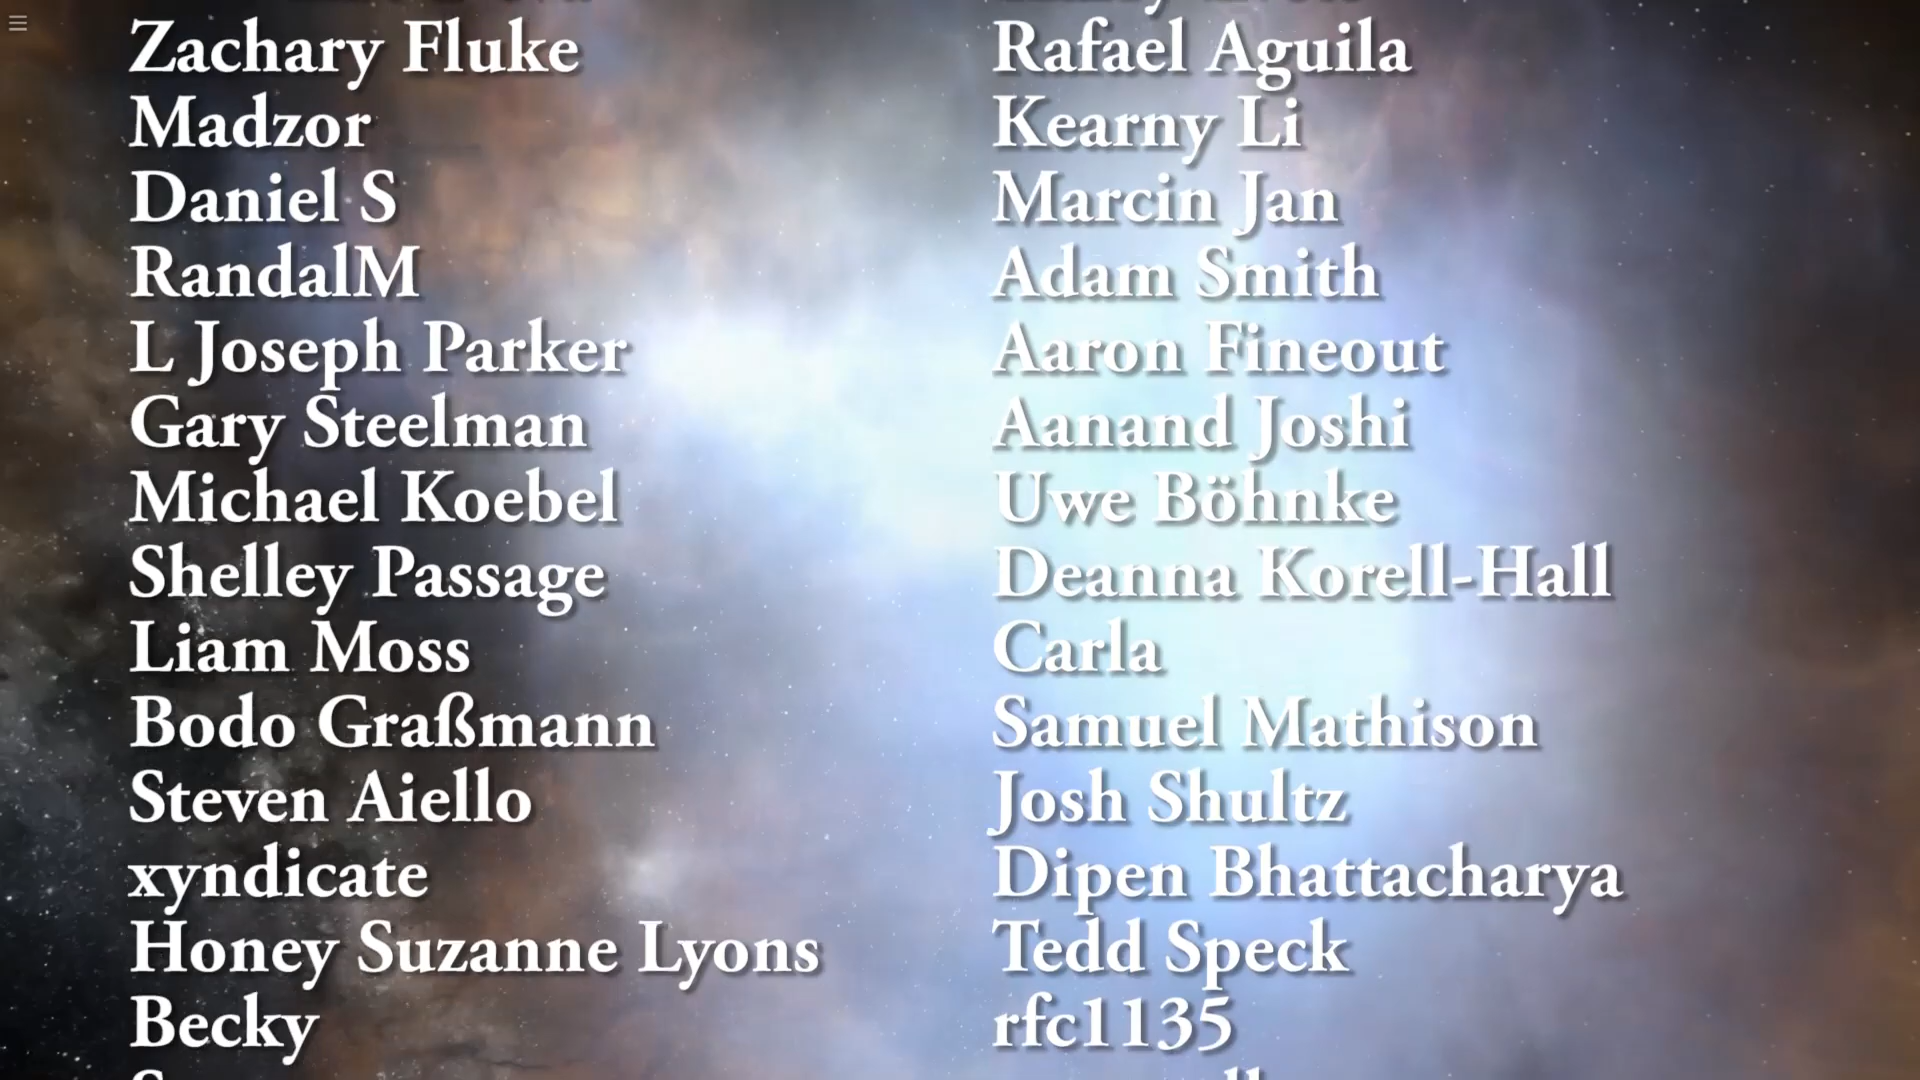 Zachary Fluke
Madzor
Daniel S
RandalM
L Joseph Parker
Gary Steelman
Michael Koebel
Shelley Passage
Liam Moss
Bodo Graßmann
Steven Aiello
xyndicate
Honey Suzanne Lyons
Becky
Rafael Aguila
Kearny Li
Marcin Jan
Adam Smith
Aaron Fineout
Aanand Joshi
Uwe Böhnke
Deanna Korell-Hall
Carla
Samuel Mathison
Josh Shultz
Dipen Bhattacharya
Tedd Speck
rfc1135